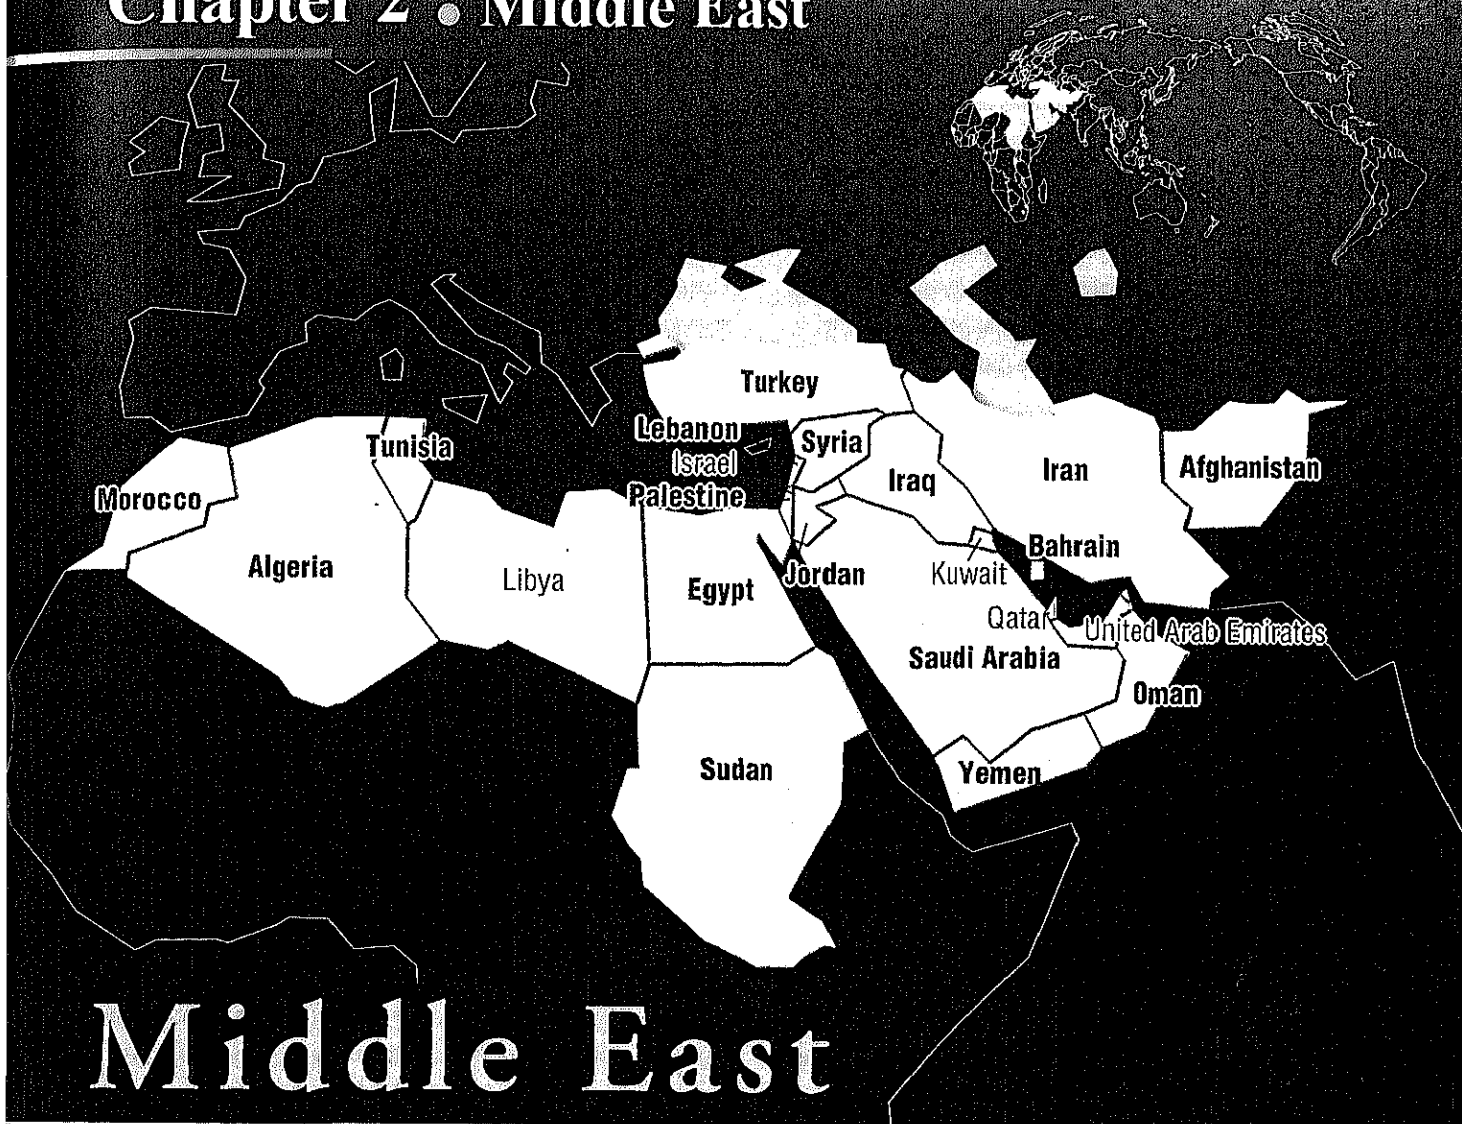 Chapter 2 • Middle East
Turkey
Lebanon
Syria
Tunisia
Israel
Iraq
Iran
Afghanistan
Morocco
Palestine
Algeria
Libya
Egypt
Jordan
Kuwait
Bahrain
Qatar
United Arab Emirates
Saudi Arabia
Oman
Sudan
Yemen
Middle East